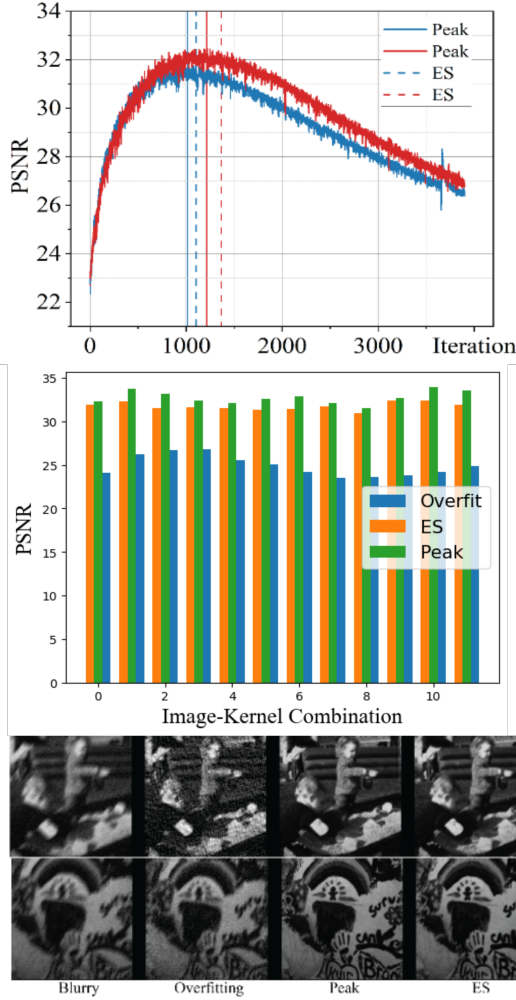 34
32
30
28
26
24
22
PSNR
Peak
Peak
ES
ES
0 1000 2000 3000 Iteration
35
30
25
20
15
10
5
0
PSNR
Overfit
ES
Peak
0 2 4 6 8 10
Image-Kernel Combination
CAN
Blurry Overfitting Peak ES